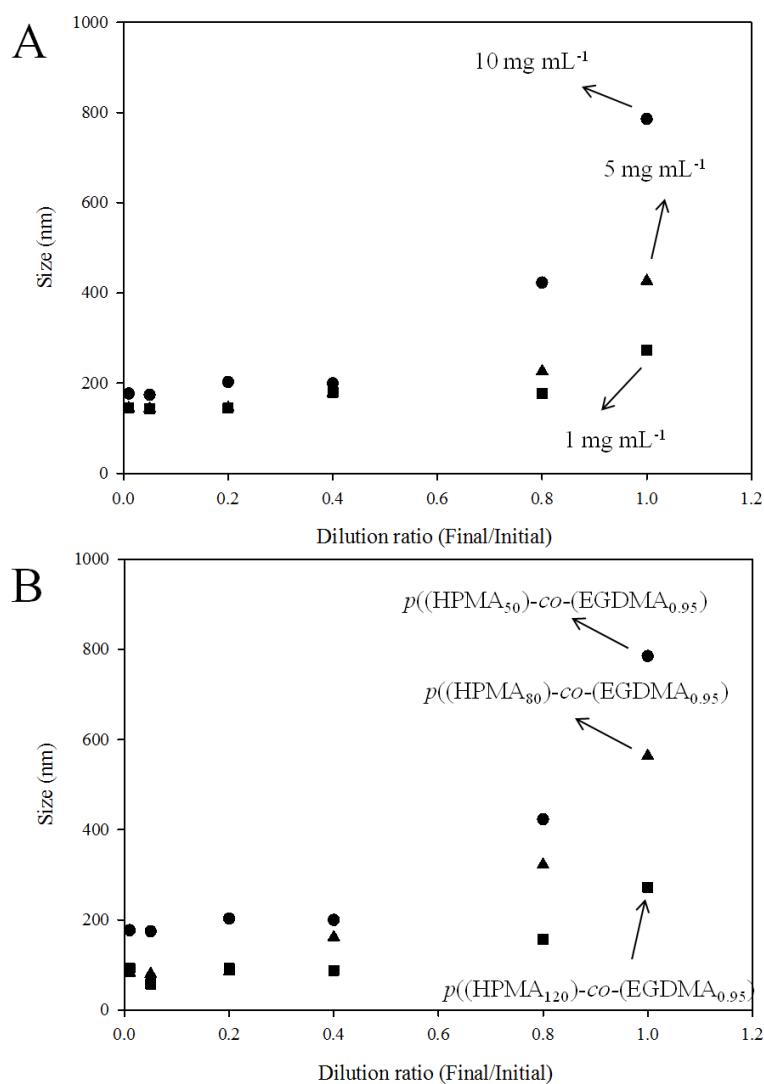 A
1000
800
600
400
200
0
Size (nm)
10 mg mL⁻¹
5 mg mL⁻¹
1 mg mL⁻¹
0.0 0.2 0.4 0.6 0.8 1.0 1.2
Dilution ratio (Final/Initial)
B
1000
800
600
400
200
0
Size (nm)
p((HPMA₅₀)-co-(EGDMA₀.₉₅)
p((HPMA₈₀)-co-(EGDMA₀.₉₅)
p((HPMA₁₂₀)-co-(EGDMA₀.₉₅)
0.0 0.2 0.4 0.6 0.8 1.0 1.2
Dilution ratio (Final/Initial)